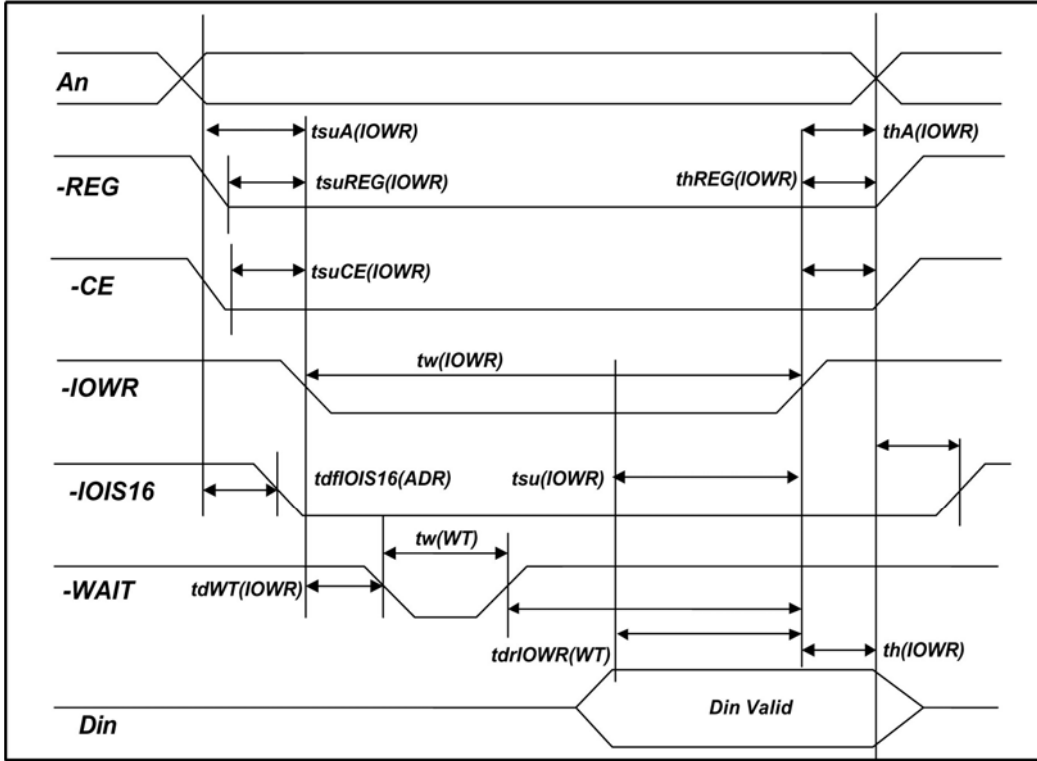 An
tsuA(IOWR)
thA(IOWR)
-REG
tsuREG(IOWR)
thREG(IOWR)
-CE
tsuCE(IOWR)
-IOWR
tw(IOWR)
-IOIS16
tdfIOIS16(ADR)
tsu(IOWR)
tw(WT)
-WAIT
tdWT(IOWR)
tdrIOWR(WT)
th(IOWR)
Din
Din Valid